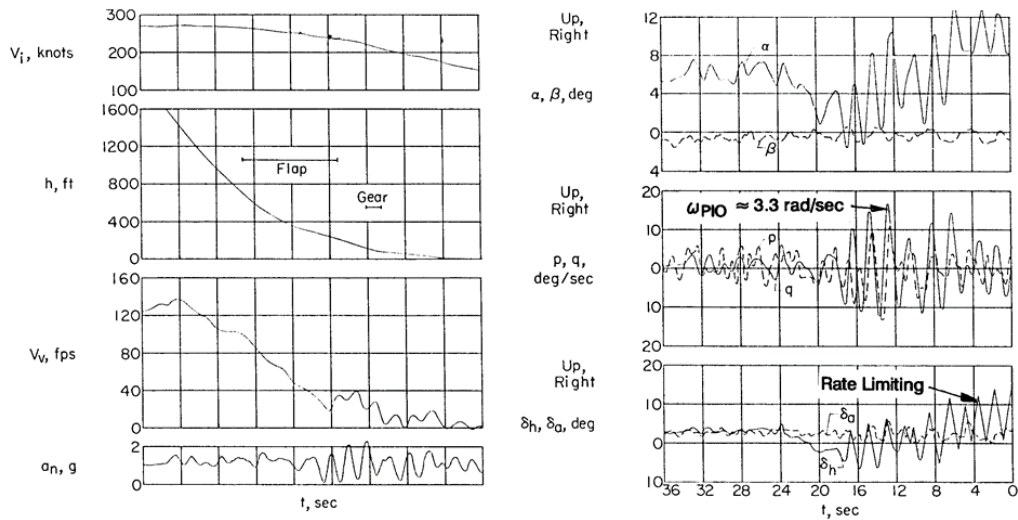 300
200
100
V_i, knots
1600
1200
800
400
0
h, ft
Flap
Gear
160
120
80
40
0
V_v, fps
2
0
a_n, g
t, sec
Up,
Right
12
8
4
0
4
α, β, deg
α
β
Up,
Right
20
10
0
10
20
ω_PIO ≈ 3.3 rad/sec
p
q
p, q,
deg/sec
Up,
Right
20
10
0
10
Rate Limiting
δ_a
δ_h
δ_h, δ_a, deg
36 32 28 24 20 16 12 8 4 0
t, sec